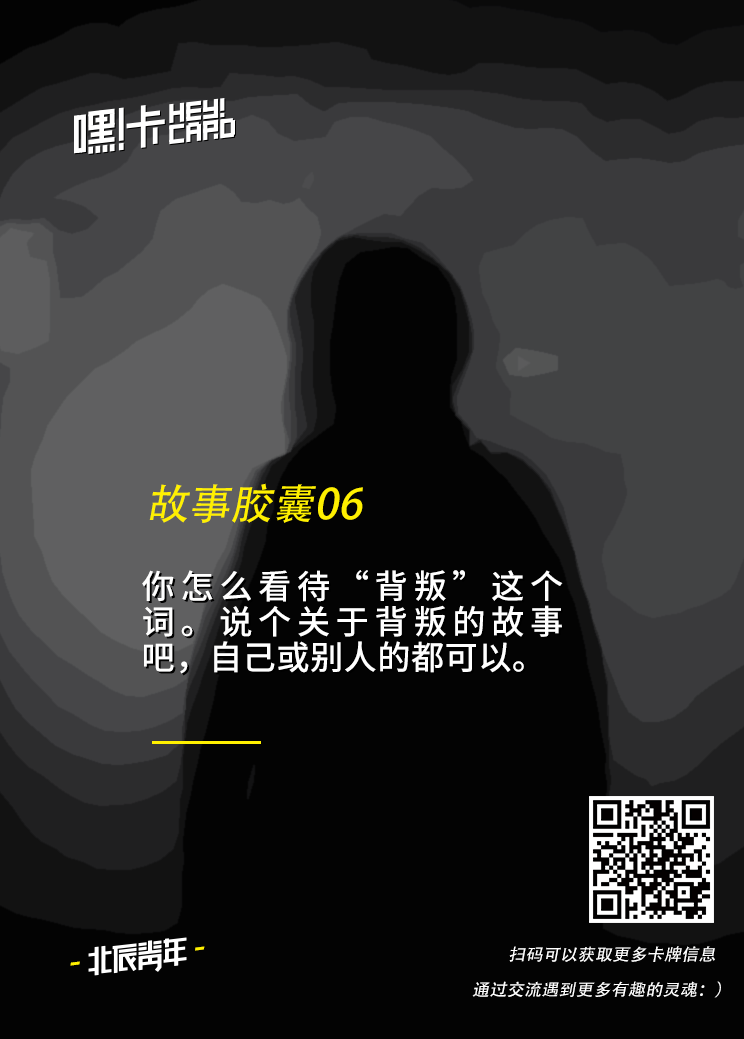 嘿!卡 HEY! CARD
故事胶囊06
你怎么看待“背叛”这个
词。说个关于背叛的故事
吧，自己或别人的都可以。
- 北辰青年 -
扫码可以获取更多卡牌信息
通过交流遇到更多有趣的灵魂：）